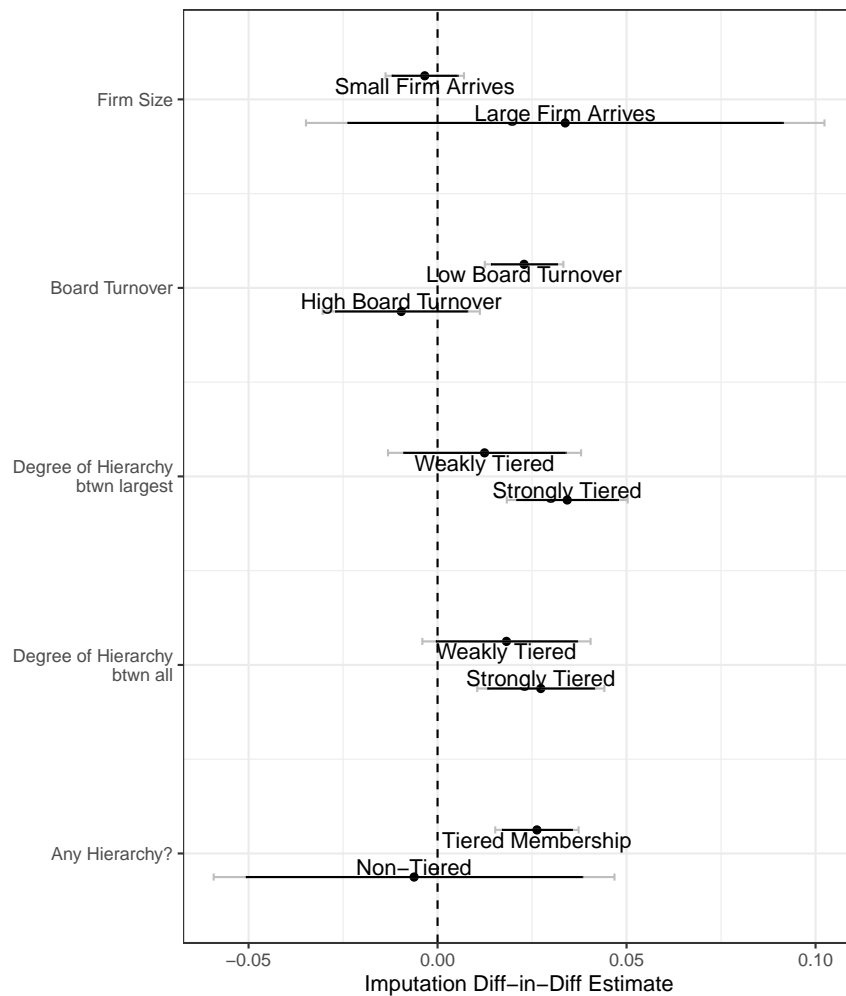 Small Firm Arrives
Firm Size
Large Firm Arrives
Low Board Turnover
Board Turnover
High Board Turnover
Weakly Tiered
Degree of Hierarchy
btwn largest
Strongly Tiered
Weakly Tiered
Degree of Hierarchy
btwn all
Strongly Tiered
Tiered Membership
Any Hierarchy?
Non−Tiered
−0.05 0.00 0.05 0.10
Imputation Diff−in−Diff Estimate